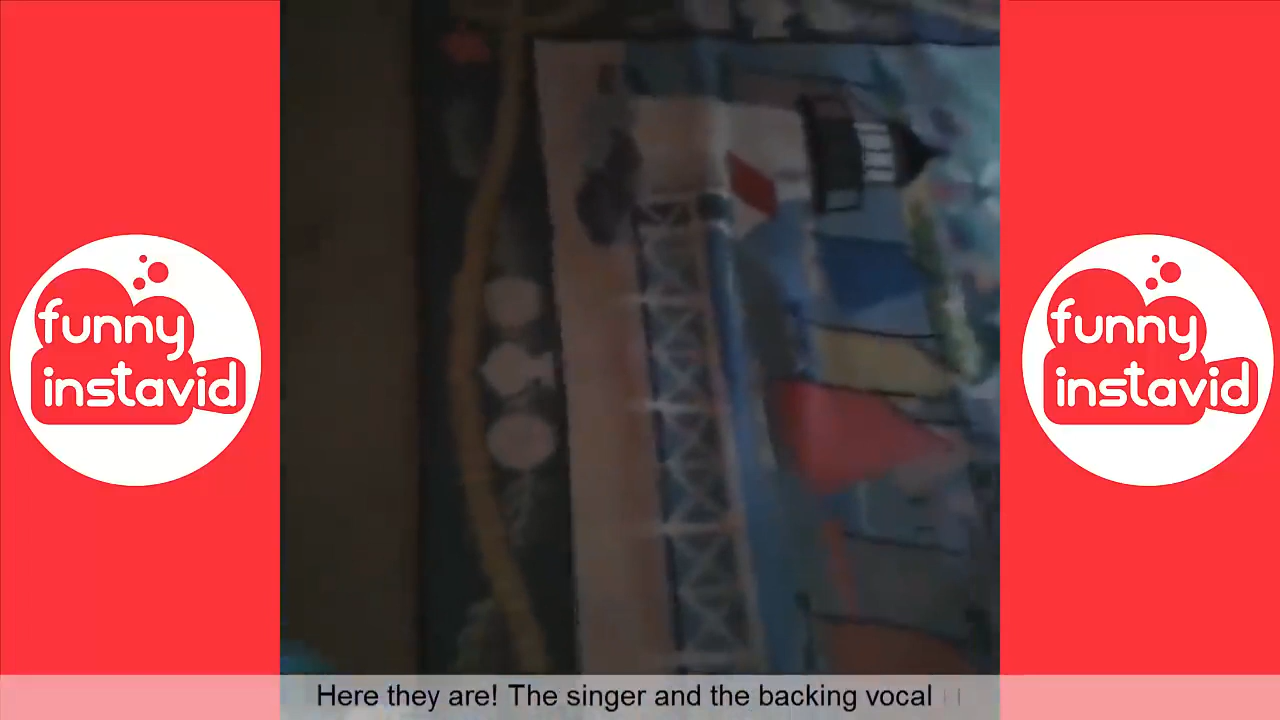 funny
instavid
funny
instavid
Here they are! The singer and the backing vocal